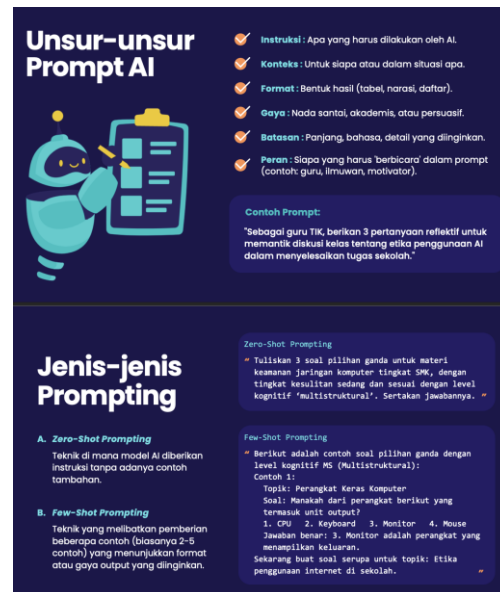 Unsur-unsur
Prompt AI
Instruksi : Apa yang harus dilakukan oleh AI.
Konteks : Untuk siapa atau dalam situasi apa.
Format : Bentuk hasil (tabel, narasi, daftar).
Gaya : Nada santai, akademis, atau persuasif.
Batasan : Panjang, bahasa, detail yang diinginkan.
Peran : Siapa yang harus 'berbicara' dalam prompt
(contoh: guru, ilmuwan, motivator).
Contoh Prompt:
"Sebagai guru TIK, berikan 3 pertanyaan reflektif untuk
memantik diskusi kelas tentang etika penggunaan AI
dalam menyelesaikan tugas sekolah."
Jenis-jenis
Prompting
A. Zero-Shot Prompting
Teknik di mana model AI diberikan
instruksi tanpa adanya contoh
tambahan.
B. Few-Shot Prompting
Teknik yang melibatkan pemberian
beberapa contoh (biasanya 2-5
contoh) yang menunjukkan format
atau gaya output yang diinginkan.
Zero-Shot Prompting
" Tuliskan 3 soal pilihan ganda untuk materi
keamanan jaringan komputer tingkat SMK, dengan
tingkat kesulitan sedang dan sesuai dengan level
kognitif 'multistruktural'. Sertakan jawabannya. "
Few-Shot Prompting
" Berikut adalah contoh soal pilihan ganda dengan
level kognitif MS (Multistruktural):
Contoh 1:
Topik: Perangkat Keras Komputer
Soal: Manakah dari perangkat berikut yang
termasuk unit output?
1. CPU 2. Keyboard 3. Monitor 4. Mouse
Jawaban benar: 3. Monitor adalah perangkat yang
menampilkan keluaran.
Sekarang buat soal serupa untuk topik: Etika
penggunaan internet di sekolah. "